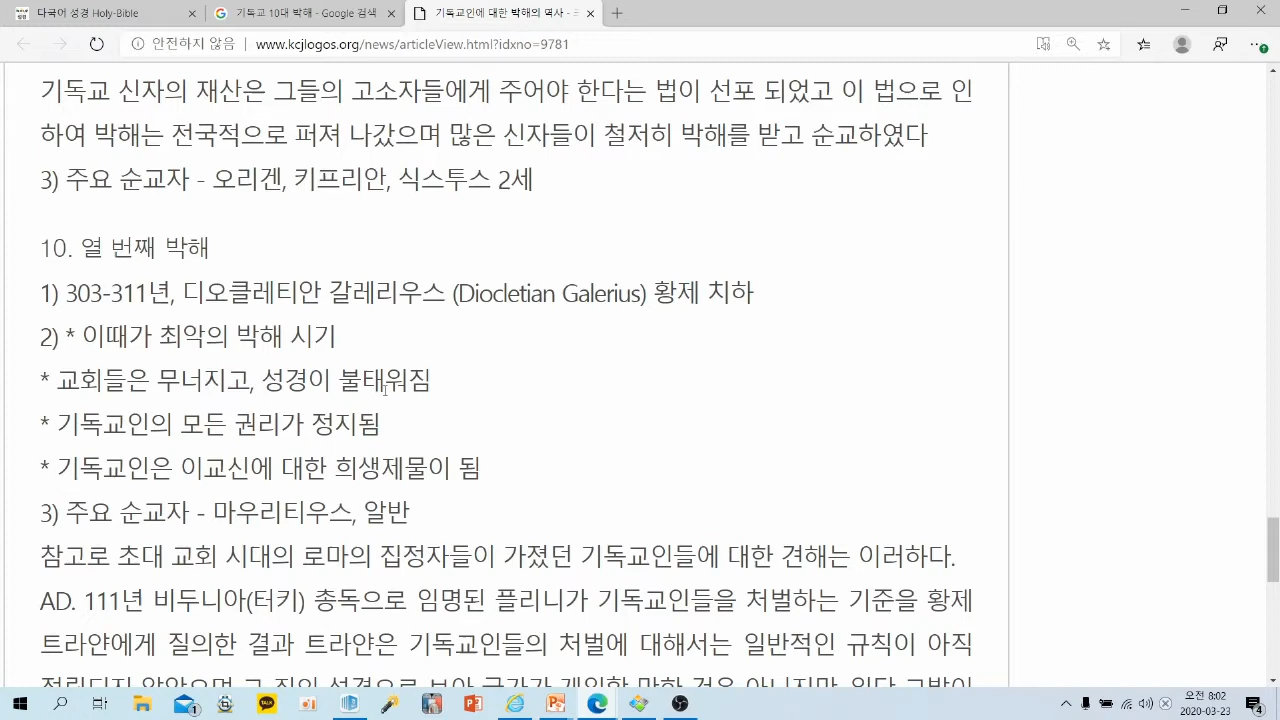 다국어 성경 Holy-Bible
기독교 10대 박해 - Google 검색
기독교인에 대한 박해의 역사 -
안전하지 않음
www.kcjlogos.org/news/articleView.html?idxno=9781
기독교 신자의 재산은 그들의 고소자들에게 주어야 한다는 법이 선포 되었고 이 법으로 인
하여 박해는 전국적으로 퍼져 나갔으며 많은 신자들이 철저히 박해를 받고 순교하였다
3) 주요 순교자 - 오리겐, 키프리안, 식스투스 2세
10. 열 번째 박해
1) 303-311년, 디오클레티안 갈레리우스 (Diocletian Galerius) 황제 치하
2) * 이때가 최악의 박해 시기
* 교회들은 무너지고, 성경이 불태워짐
* 기독교인의 모든 권리가 정지됨
* 기독교인은 이교신에 대한 희생제물이 됨
3) 주요 순교자 - 마우리티우스, 알반
참고로 초대 교회 시대의 로마의 집정자들이 가졌던 기독교인들에 대한 견해는 이러하다.
AD. 111년 비두니아(터키) 총독으로 임명된 플리니가 기독교인들을 처벌하는 기준을 황제
트라얀에게 질의한 결과 트라얀은 기독교인들의 처벌에 대해서는 일반적인 규칙이 아직
오전 8:02
2020-03-23